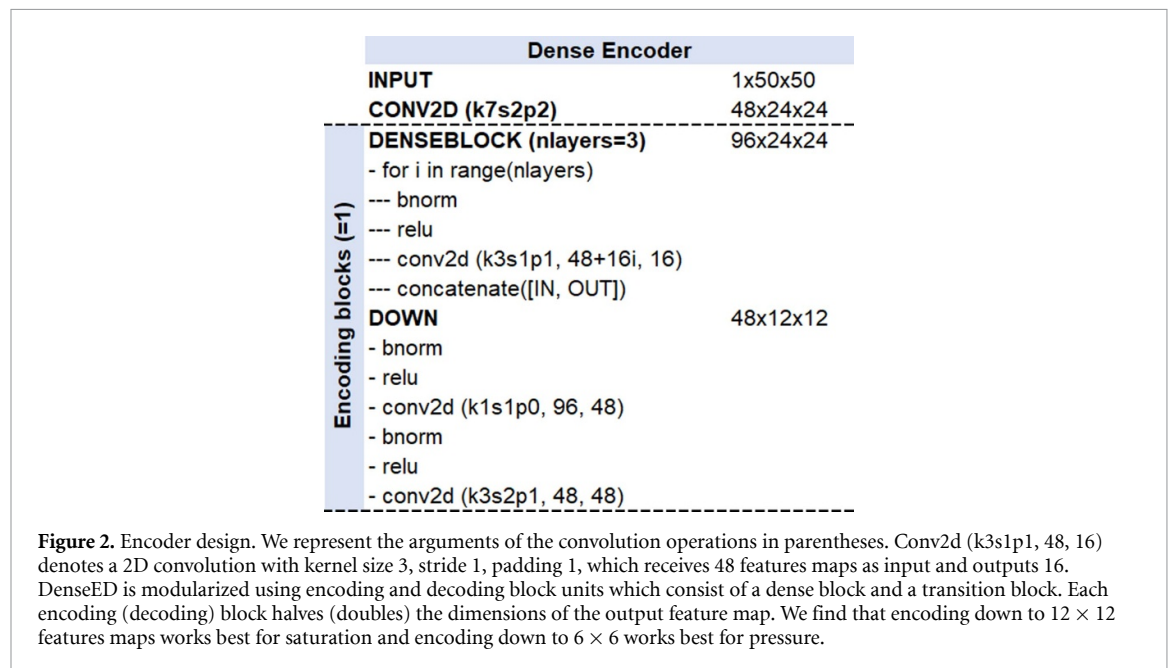 Dense Encoder
INPUT 1x50x50
CONV2D (k7s2p2) 48x24x24
Encoding blocks (=1)
DENSEBLOCK (nlayers=3) 96x24x24
- for i in range(nlayers)
--- bnorm
--- relu
--- conv2d (k3s1p1, 48+16i, 16)
--- concatenate([IN, OUT])
DOWN 48x12x12
- bnorm
- relu
- conv2d (k1s1p0, 96, 48)
- bnorm
- relu
- conv2d (k3s2p1, 48, 48)
Figure 2. Encoder design. We represent the arguments of the convolution operations in parentheses. Conv2d (k3s1p1, 48, 16)
denotes a 2D convolution with kernel size 3, stride 1, padding 1, which receives 48 features maps as input and outputs 16.
DenseED is modularized using encoding and decoding block units which consist of a dense block and a transition block. Each
encoding (decoding) block halves (doubles) the dimensions of the output feature map. We find that encoding down to 12 × 12
features maps works best for saturation and encoding down to 6 × 6 works best for pressure.